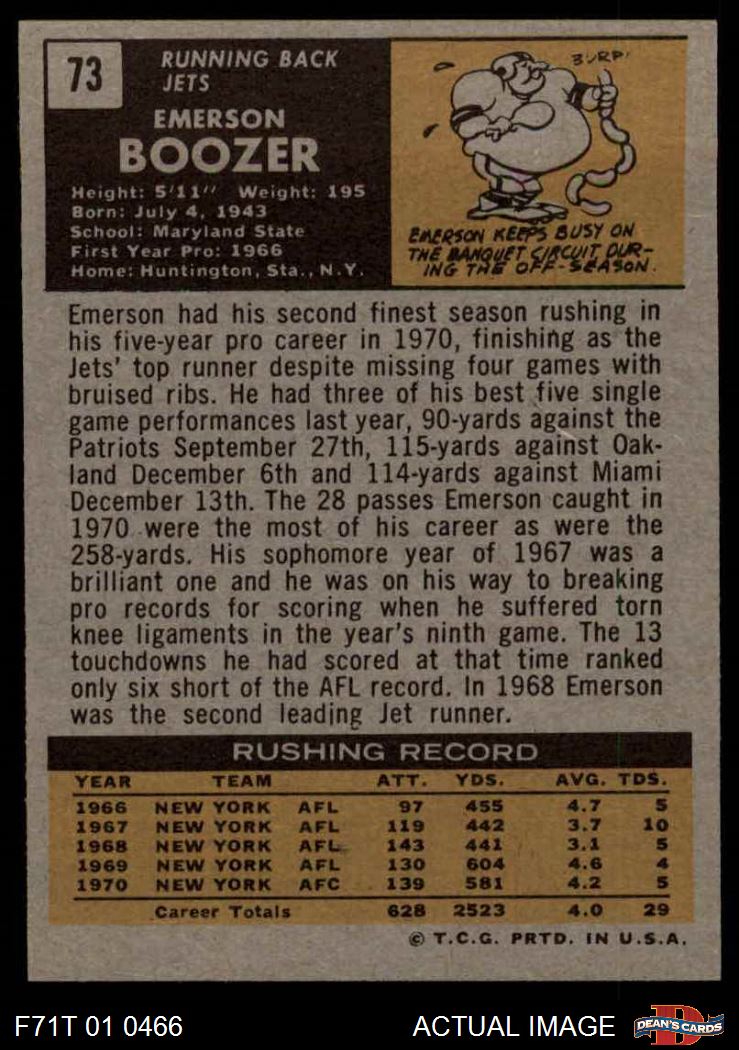 73
RUNNING BACK
JETS
EMERSON
BOOZER
Height: 5'11" Weight: 195
Born: July 4, 1943
School: Maryland State
First Year Pro: 1966
Home: Huntington, Sta., N.Y.
BURP!
EMERSON KEEPS BUSY ON
THE BANQUET CIRCUIT DUR-
ING THE OFF-SEASON.
Emerson had his second finest season rushing in
his five-year pro career in 1970, finishing as the
Jets' top runner despite missing four games with
bruised ribs. He had three of his best five single
game performances last year, 90-yards against the
Patriots September 27th, 115-yards against Oak-
land December 6th and 114-yards against Miami
December 13th. The 28 passes Emerson caught in
1970 were the most of his career as were the
258-yards. His sophomore year of 1967 was a
brilliant one and he was on his way to breaking
pro records for scoring when he suffered torn
knee ligaments in the year's ninth game. The 13
touchdowns he had scored at that time ranked
only six short of the AFL record. In 1968 Emerson
was the second leading Jet runner.
RUSHING RECORD
YEAR TEAM ATT. YDS. AVG. TDS.
1966 NEW YORK AFL 97 455 4.7 5
1967 NEW YORK AFL 119 442 3.7 10
1968 NEW YORK AFL 143 441 3.1 5
1969 NEW YORK AFL 130 604 4.6 4
1970 NEW YORK AFC 139 581 4.2 5
Career Totals 628 2523 4.0 29
© T.C.G. PRTD. IN U.S.A.
F71T 01 0466 ACTUAL IMAGE
D
DEAN'S CARDS